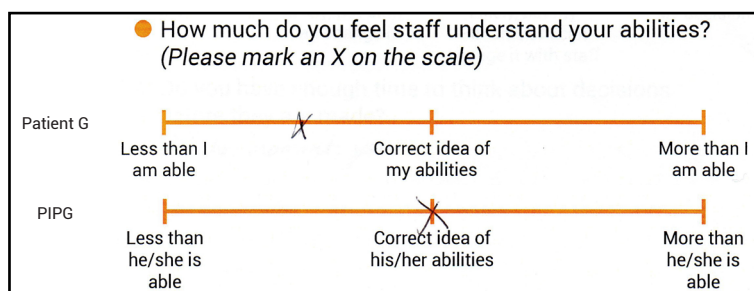 How much do you feel staff understand your abilities?
(Please mark an X on the scale)
Patient G
Less than I
am able
Correct idea of
my abilities
More than I
am able
PIPG
Less than
he/she is
able
Correct idea of
his/her abilities
More than
he/she is
able